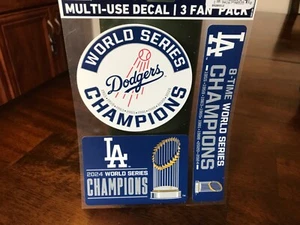 MULTI-USE DECAL | 3 FAN PACK
WORLD SERIES
Dodgers
CHAMPIONS
LA
2024 WORLD SERIES
CHAMPIONS
LA
8-TIME WORLD SERIES
CHAMPIONS